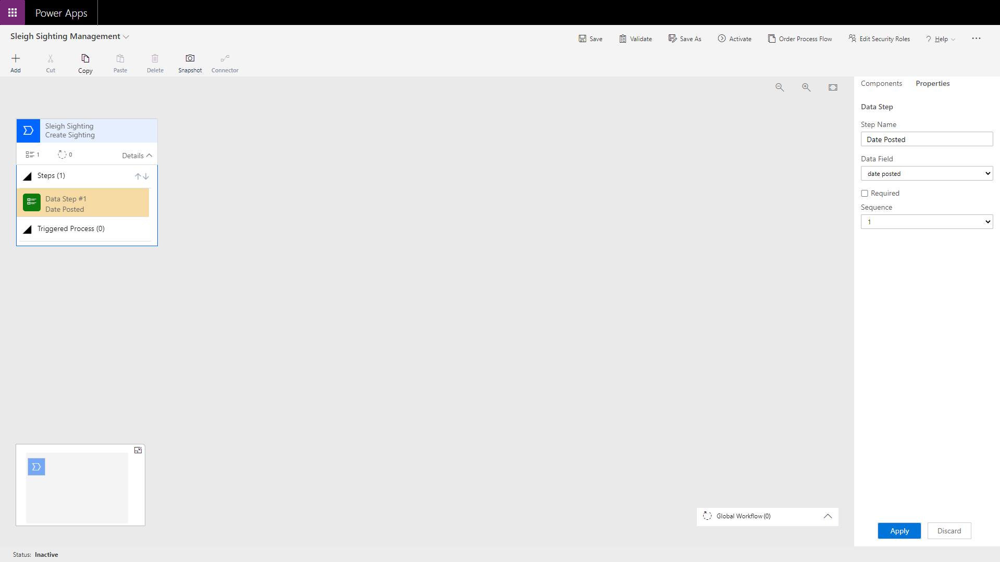 Power Apps
Sleigh Sighting Management
Save
Validate
Save As
Activate
Order Process Flow
Edit Security Roles
? Help
...
Add
Cut
Copy
Paste
Delete
Snapshot
Connector
Components
Properties
Data Step
Step Name
Date Posted
Data Field
date posted
Required
Sequence
1
Sleigh Sighting
Create Sighting
1
0
Details
Steps (1)
Data Step #1
Date Posted
Triggered Process (0)
Global Workflow (0)
Apply
Discard
Status: Inactive